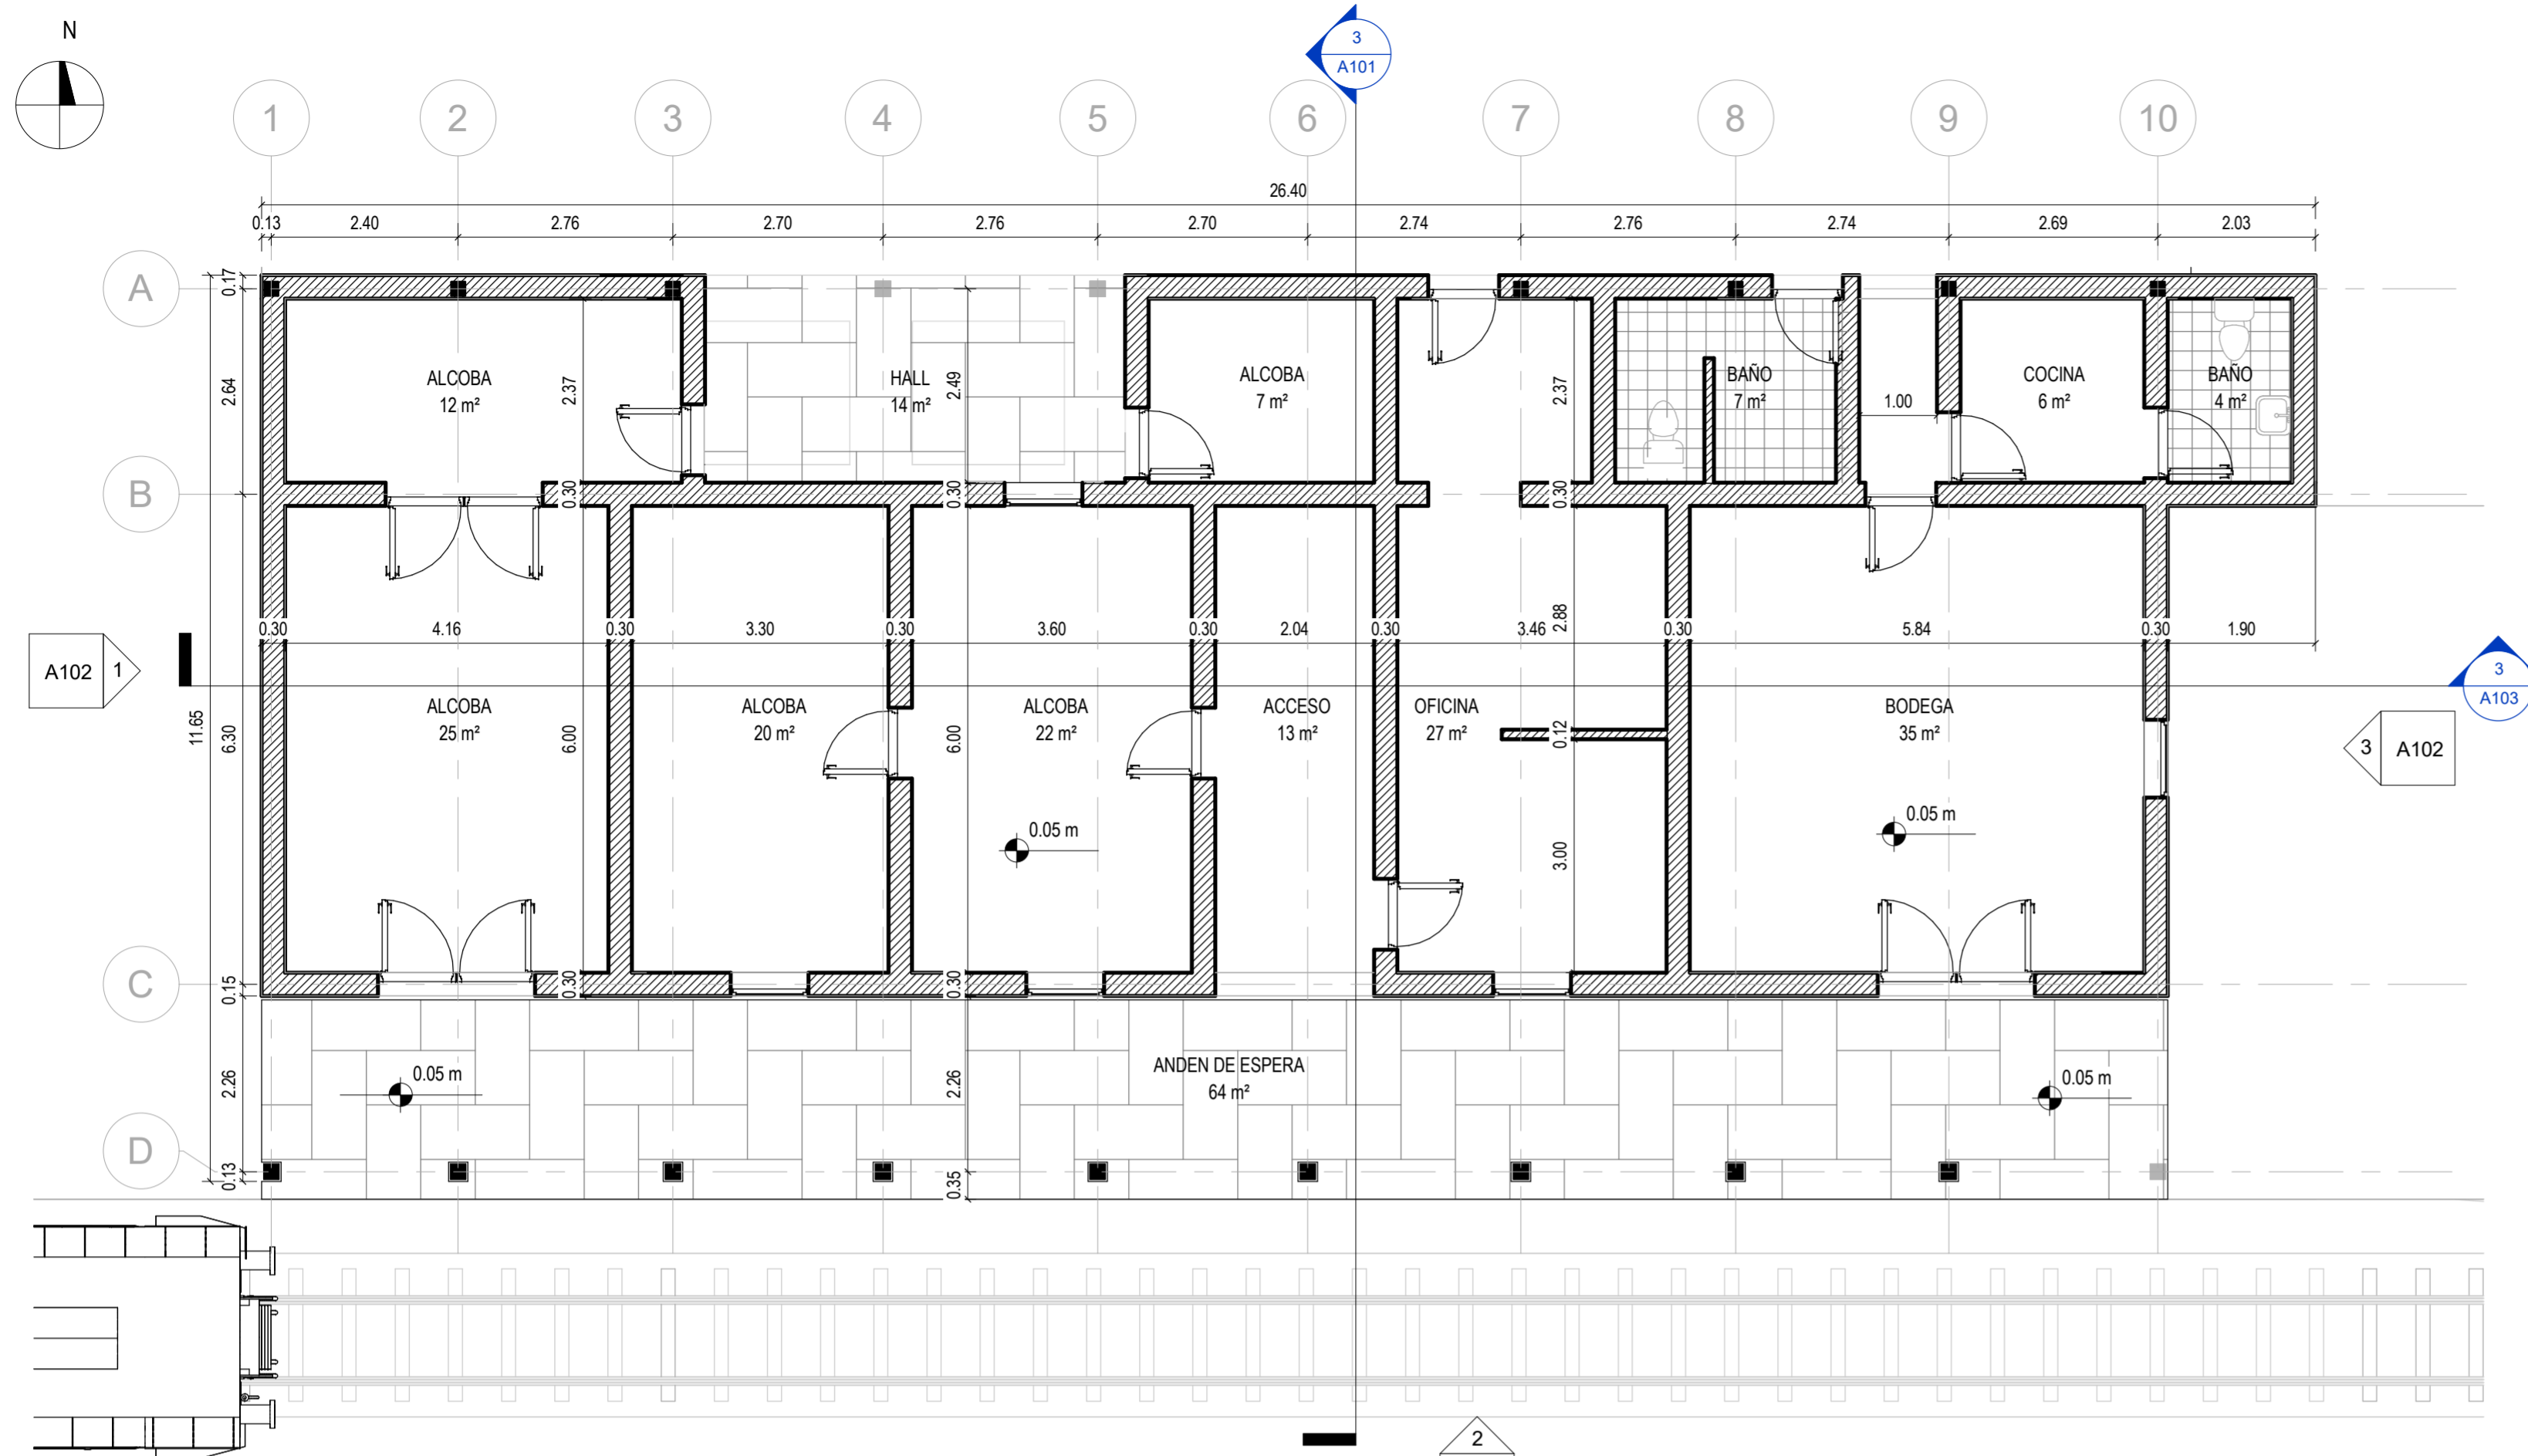 N
3
A101
1 2 3 4 5 6 7 8 9 10
26.40
0.13 2.40 2.76 2.70 2.76 2.70 2.74 2.76 2.74 2.69 2.03
A
0.17
2.64
ALCOBA
12 m²
2.37
HALL
14 m²
2.49
ALCOBA
7 m²
2.37
BAÑO
7 m²
1.00
COCINA
6 m²
BAÑO
4 m²
B
0.30 0.30 0.30
0.30 4.16 0.30 3.30 0.30 3.60 0.30 2.04 0.30 3.46 2.88 0.30 5.84 0.30 1.90
A102 1
3
A103
11.65
6.30
ALCOBA
25 m²
6.00
ALCOBA
20 m²
6.00
ALCOBA
22 m²
ACCESO
13 m²
OFICINA
27 m²
0.12
BODEGA
35 m²
3 A102
0.05 m
3.00
0.05 m
C
0.15
0.30 0.30
2.26
0.05 m
2.26
ANDEN DE ESPERA
64 m²
0.05 m
D
0.13
0.35
2